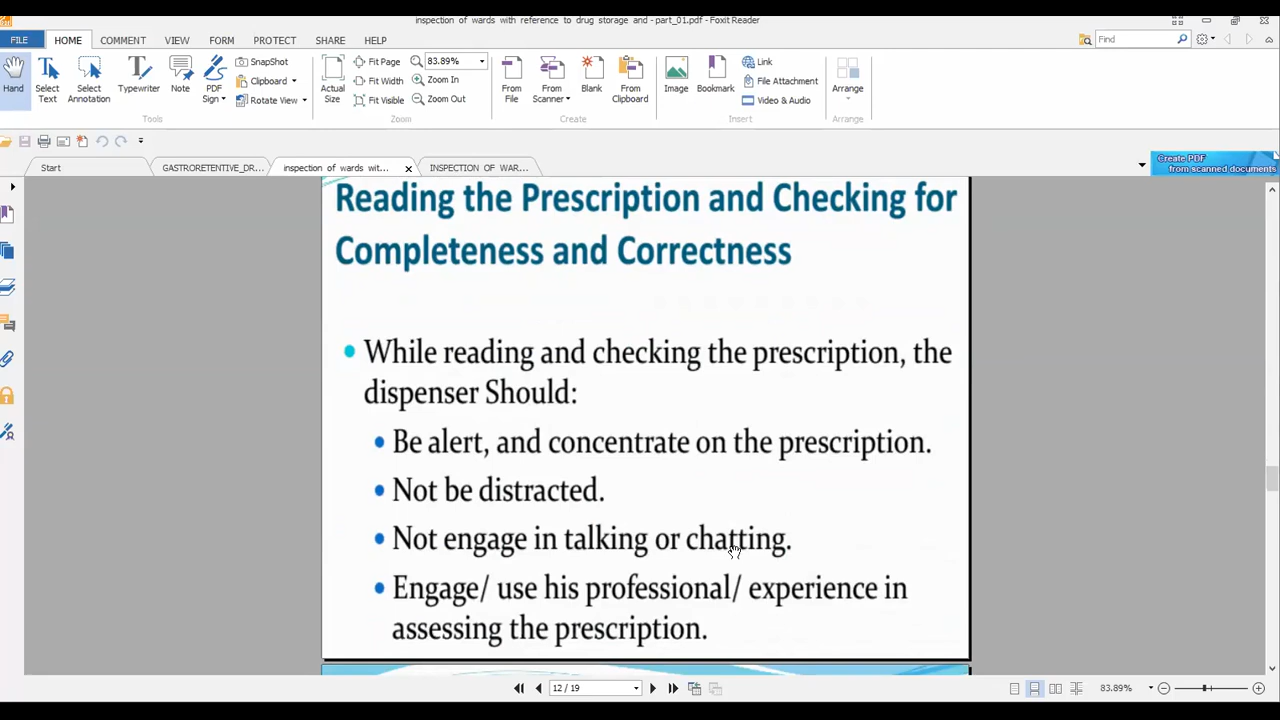 inspection of wards with reference to drug storage and - part_01.pdf - Foxit Reader
FILE HOME COMMENT VIEW FORM PROTECT SHARE HELP
Find
Hand
Select Text
Select Annotation
Typewriter
Note
PDF Sign
SnapShot
Clipboard
Rotate View
Tools
Actual Size
Fit Page
Fit Width
Fit Visible
83.89%
Zoom In
Zoom Out
Zoom
From File
From Scanner
Blank
From Clipboard
Create
Image
Bookmark
Link
File Attachment
Video & Audio
Insert
Arrange
Arrange
Start
GASTRORETENTIVE_DR...
inspection of wards wit...
INSPECTION OF WAR...
Create PDF
from scanned documents
Reading the Prescription and Checking for
Completeness and Correctness
While reading and checking the prescription, the
dispenser Should:
Be alert, and concentrate on the prescription.
Not be distracted.
Not engage in talking or chatting.
Engage/ use his professional/ experience in
assessing the prescription.
12 / 19
83.89%